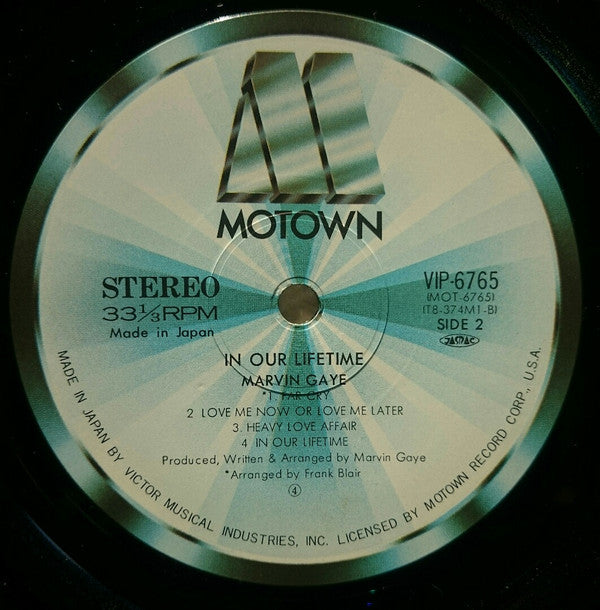 MOTOWN
STEREO
33⅓RPM
Made in Japan
VIP-6765
(MOT-6765)
(T8-374M1-B)
SIDE 2
JASRAC
IN OUR LIFETIME
MARVIN GAYE
*1. FAR CRY
2 LOVE ME NOW OR LOVE ME LATER
3. HEAVY LOVE AFFAIR
4 IN OUR LIFETIME
Produced, Written & Arranged by Marvin Gaye
*Arranged by Frank Blair
④
MADE IN JAPAN BY VICTOR MUSICAL INDUSTRIES, INC. LICENSED BY MOTOWN RECORD CORP., U.S.A.